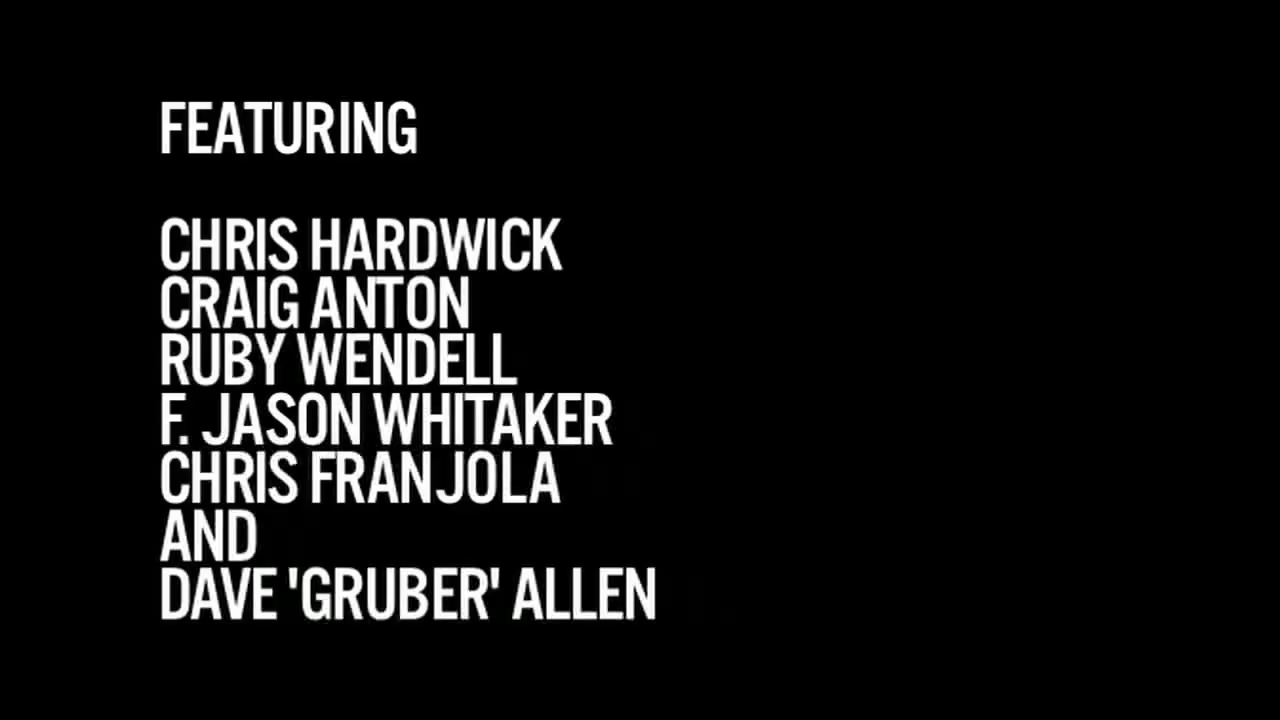 FEATURING
CHRIS HARDWICK
CRAIG ANTON
RUBY WENDELL
F. JASON WHITAKER
CHRIS FRANJOLA
AND
DAVE 'GRUBER' ALLEN